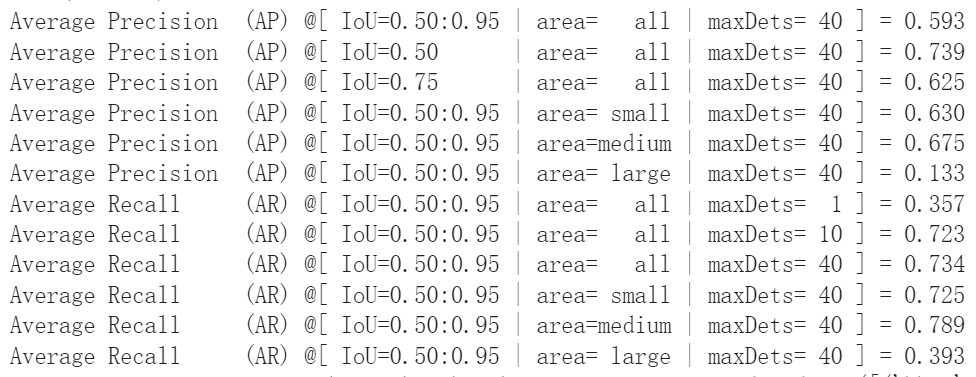 Average Precision  (AP) @[ IoU=0.50:0.95 | area=   all | maxDets= 40 ] = 0.593
Average Precision  (AP) @[ IoU=0.50      | area=   all | maxDets= 40 ] = 0.739
Average Precision  (AP) @[ IoU=0.75      | area=   all | maxDets= 40 ] = 0.625
Average Precision  (AP) @[ IoU=0.50:0.95 | area= small | maxDets= 40 ] = 0.630
Average Precision  (AP) @[ IoU=0.50:0.95 | area=medium | maxDets= 40 ] = 0.675
Average Precision  (AP) @[ IoU=0.50:0.95 | area= large | maxDets= 40 ] = 0.133
Average Recall     (AR) @[ IoU=0.50:0.95 | area=   all | maxDets=  1 ] = 0.357
Average Recall     (AR) @[ IoU=0.50:0.95 | area=   all | maxDets= 10 ] = 0.723
Average Recall     (AR) @[ IoU=0.50:0.95 | area=   all | maxDets= 40 ] = 0.734
Average Recall     (AR) @[ IoU=0.50:0.95 | area= small | maxDets= 40 ] = 0.725
Average Recall     (AR) @[ IoU=0.50:0.95 | area=medium | maxDets= 40 ] = 0.789
Average Recall     (AR) @[ IoU=0.50:0.95 | area= large | maxDets= 40 ] = 0.393